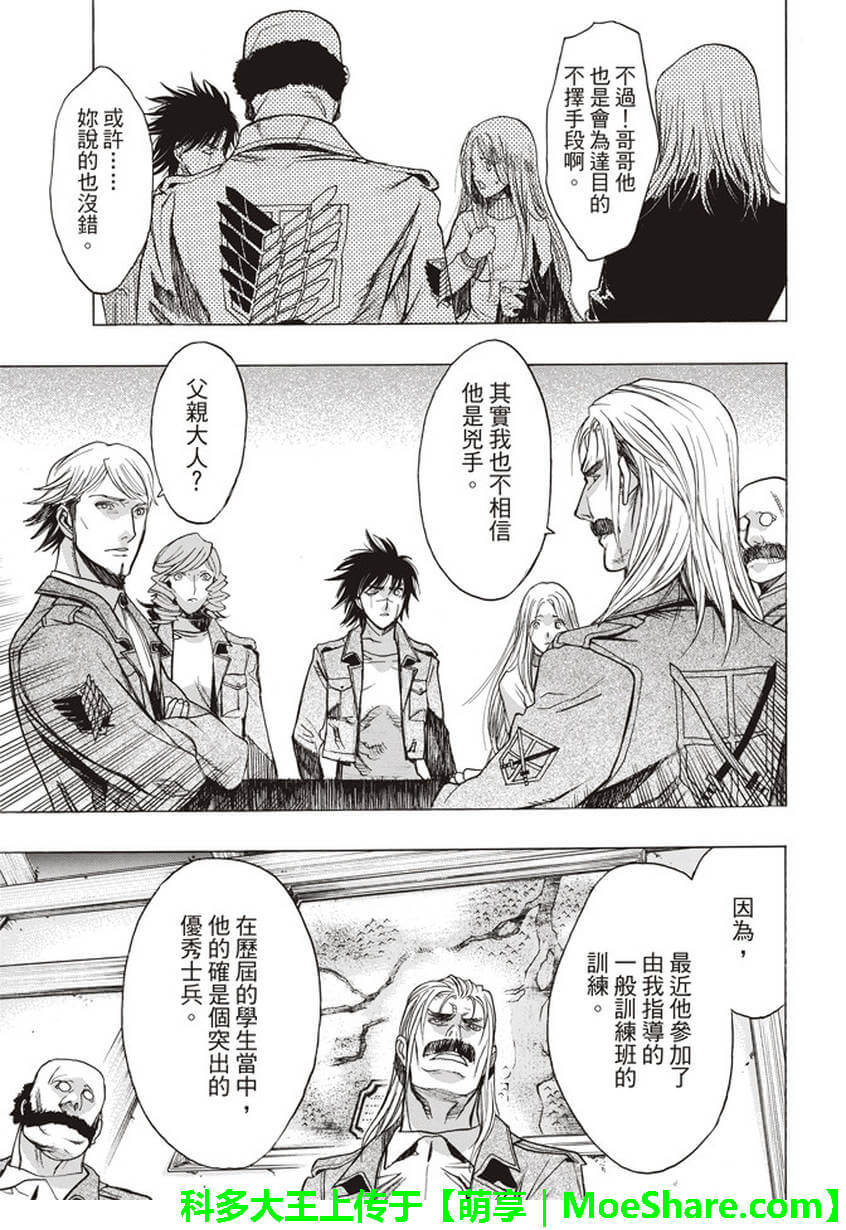 不過！哥哥他
也是會為達目的
不擇手段啊。
或許……
妳說的也沒錯。
其實我也不相信
他是兇手。
父親大人？
因為，
最近他參加了
由我指導的
一般訓練班的
訓練。
在歷屆的學生當中，
他的確是個突出的
優秀士兵。
科多大王上传于【萌享｜MoeShare.com】